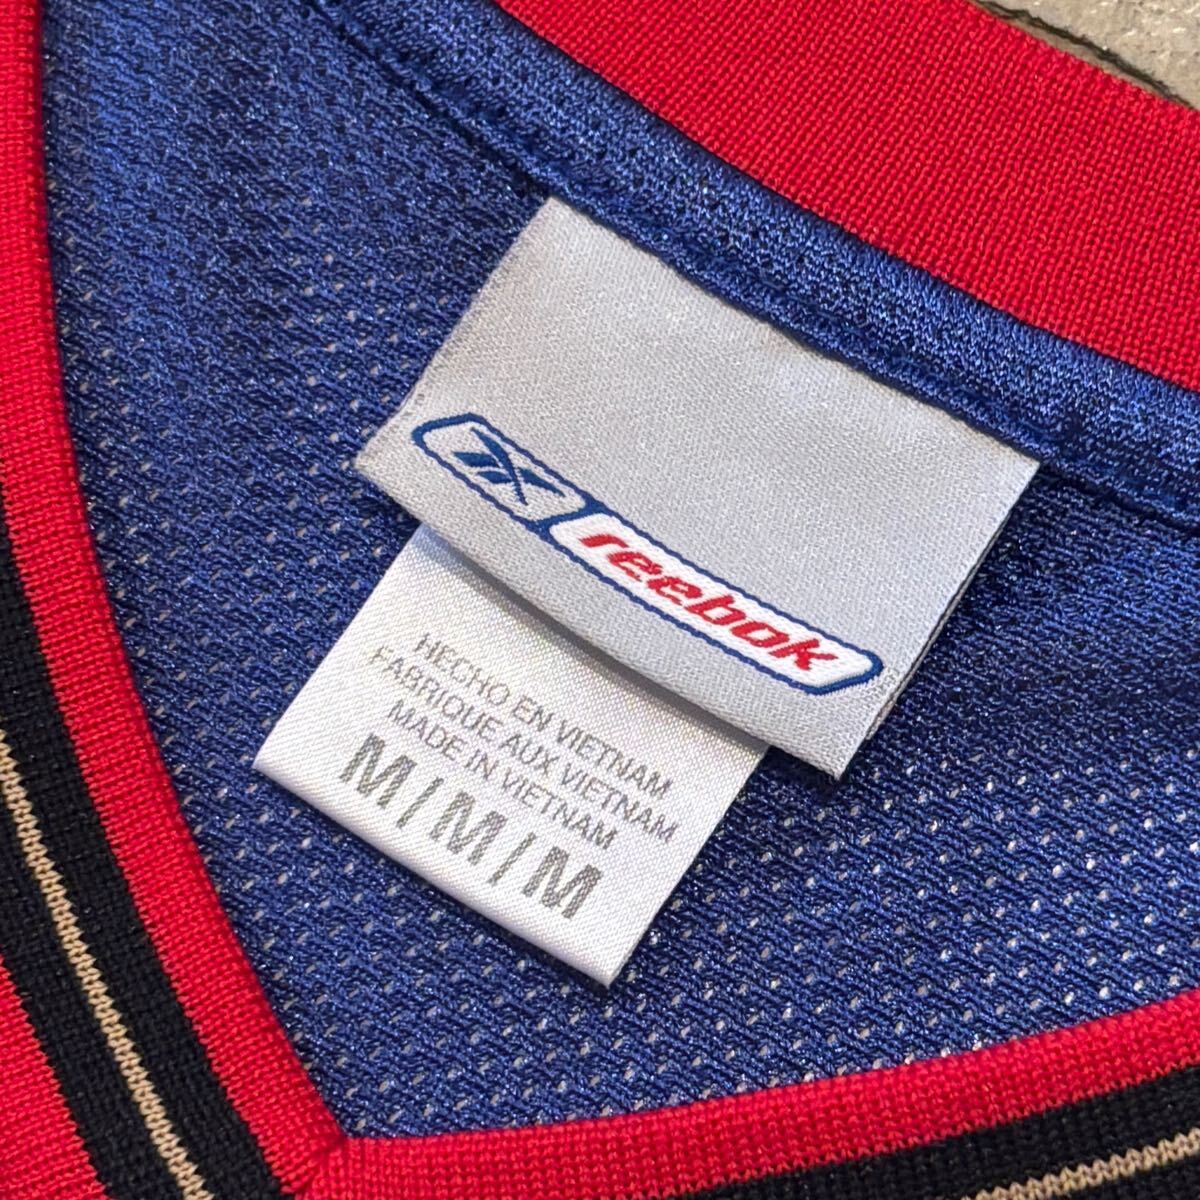 reebok
HECHO EN VIETNAM
FABRIQUE AUX VIETNAM
MADE IN VIETNAM
M/M/M